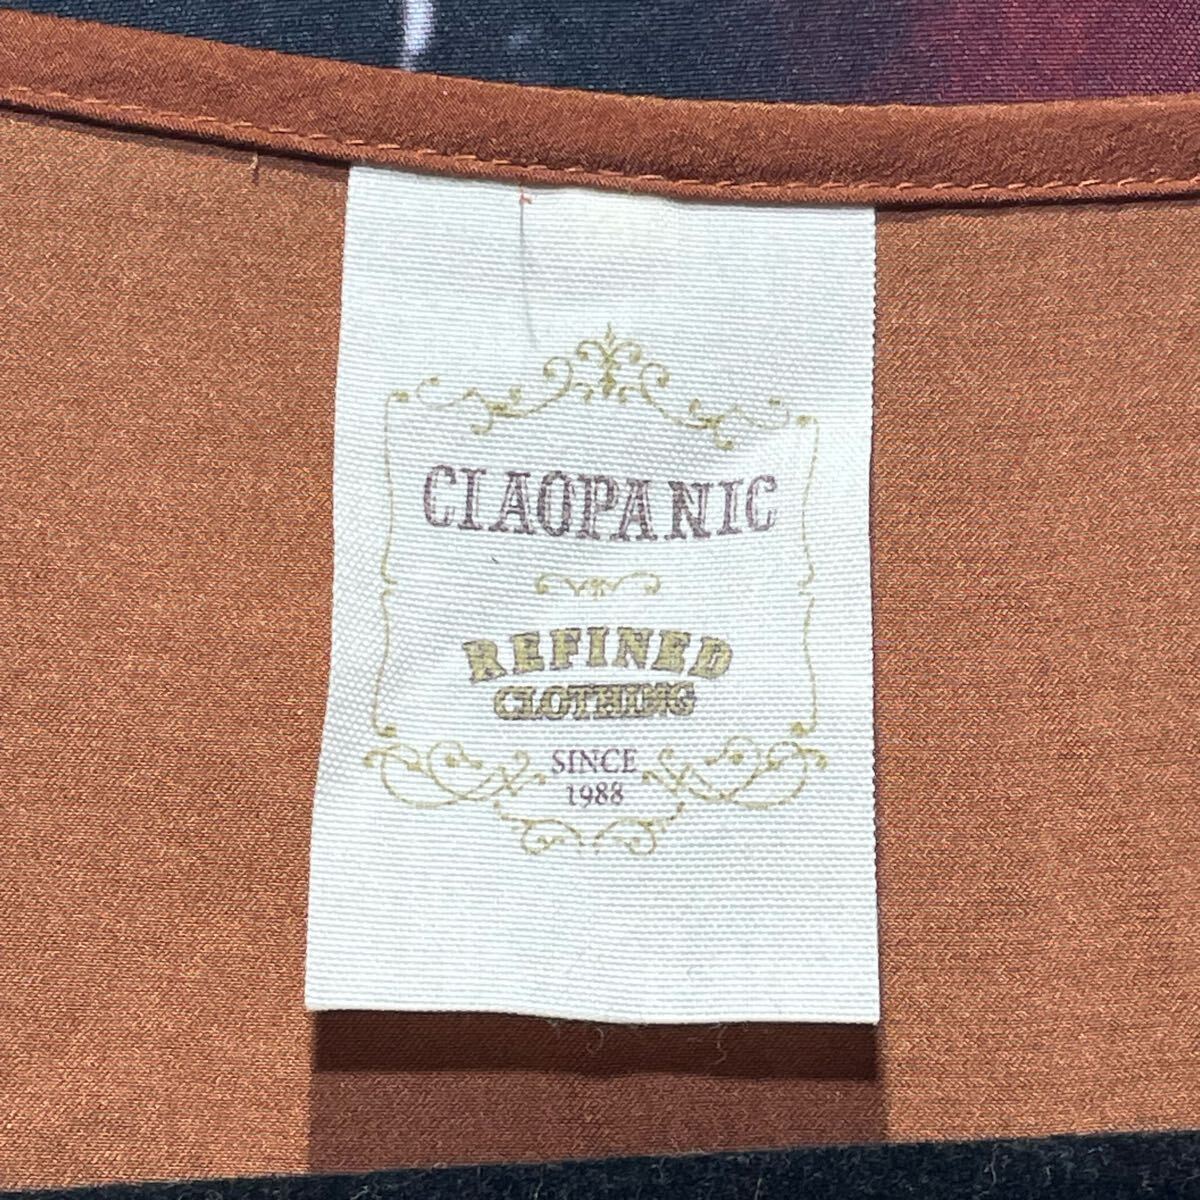 CIAOPANIC
REFINED
CLOTHING
SINCE
1988